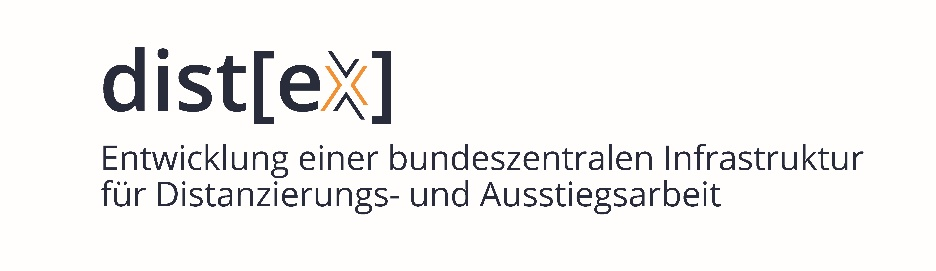 dist[ex]
Entwicklung einer bundeszentralen Infrastruktur
für Distanzierungs- und Ausstiegsarbeit